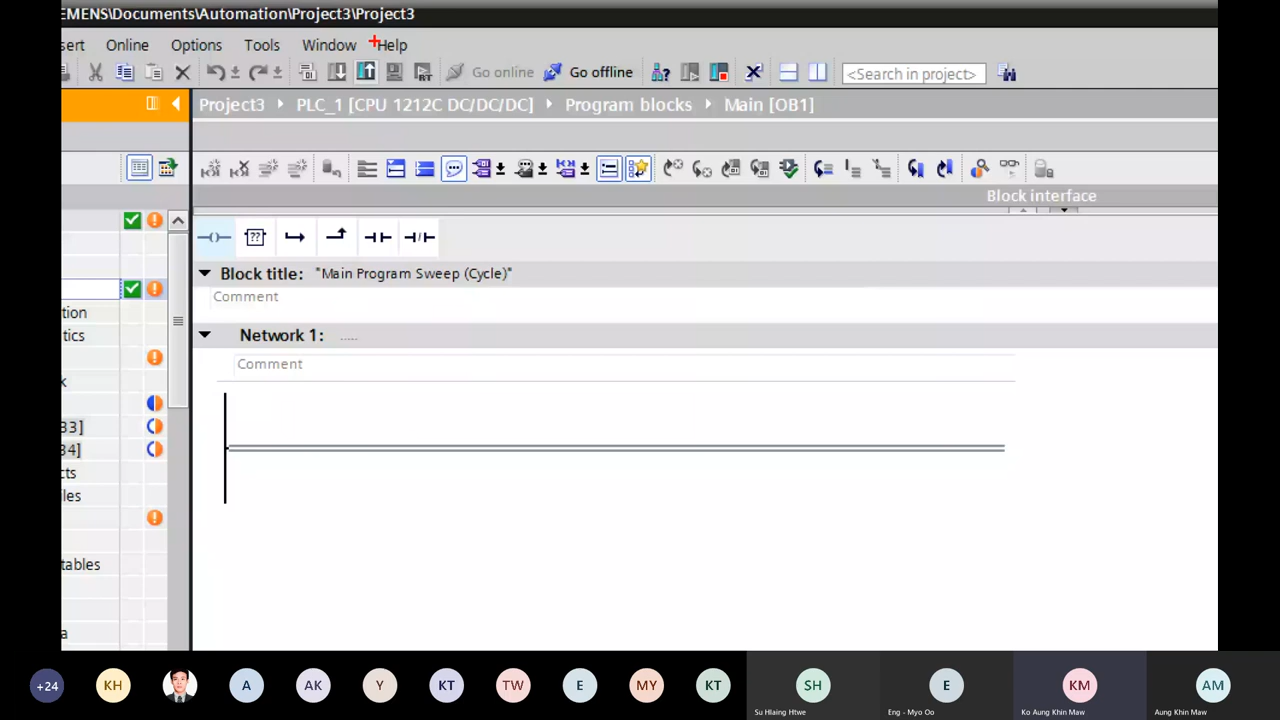 EMENS\Documents\Automation\Project3\Project3
sert Online Options Tools Window Help
Go online Go offline <Search in project>
Project3 PLC_1 [CPU 1212C DC/DC/DC] Program blocks Main [OB1]
Block interface
??
Block title: "Main Program Sweep (Cycle)"
Comment
Network 1: .....
Comment
tion
tics
k
33]
34]
cts
iles
tables
a
+24 KH A AK Y KT TW E MY KT SH E KM AM
Su Hlaing Htwe Eng - Myo Oo Ko Aung Khin Maw Aung Khin Maw